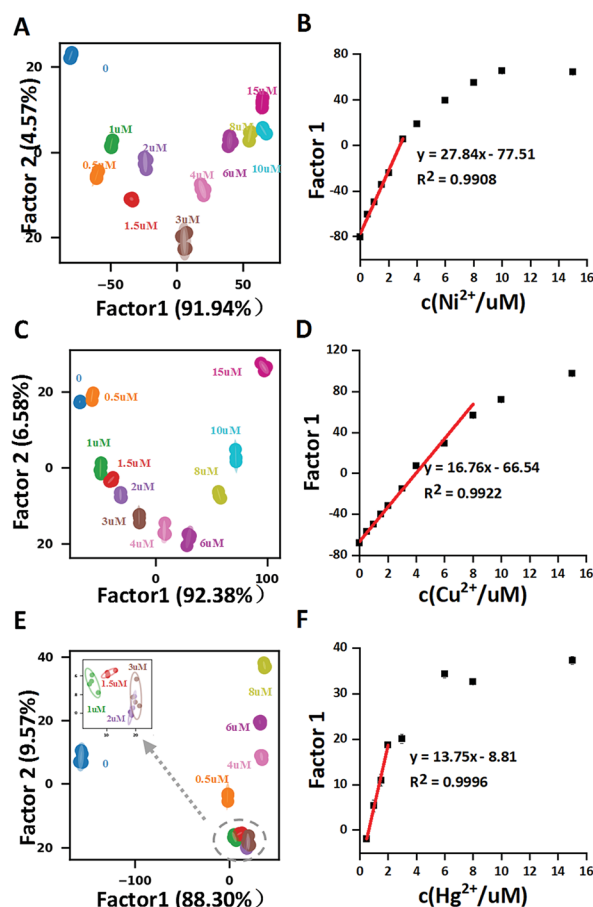 A
Factor 2 (4.57%)
20
0
20
0
15uM
1uM
8uM
2uM
10uM
0.5uM
6uM
4uM
1.5uM
3uM
−50
0
50
Factor1 (91.94%)
B
Factor 1
80
40
0
-40
-80
y = 27.84x - 77.51
R² = 0.9908
0 2 4 6 8 10 12 14 16
c(Ni²⁺/uM)
C
Factor 2 (6.58%)
20
0
20
15uM
0
0.5uM
10uM
1uM
1.5uM
8uM
2uM
3uM
4uM
6uM
0
100
Factor1 (92.38%)
D
Factor 1
120
80
40
0
-40
-80
y = 16.76x - 66.54
R² = 0.9922
0 2 4 6 8 10 12 14 16
c(Cu²⁺/uM)
E
Factor 2 (9.57%)
40
20
0
20
3uM
1.5uM
1uM
2uM
8uM
6uM
0
4uM
0.5uM
−100
0
Factor1 (88.30%)
F
Factor 1
40
30
20
10
0
y = 13.75x - 8.81
R² = 0.9996
0 2 4 6 8 10 12 14 16
c(Hg²⁺/uM)